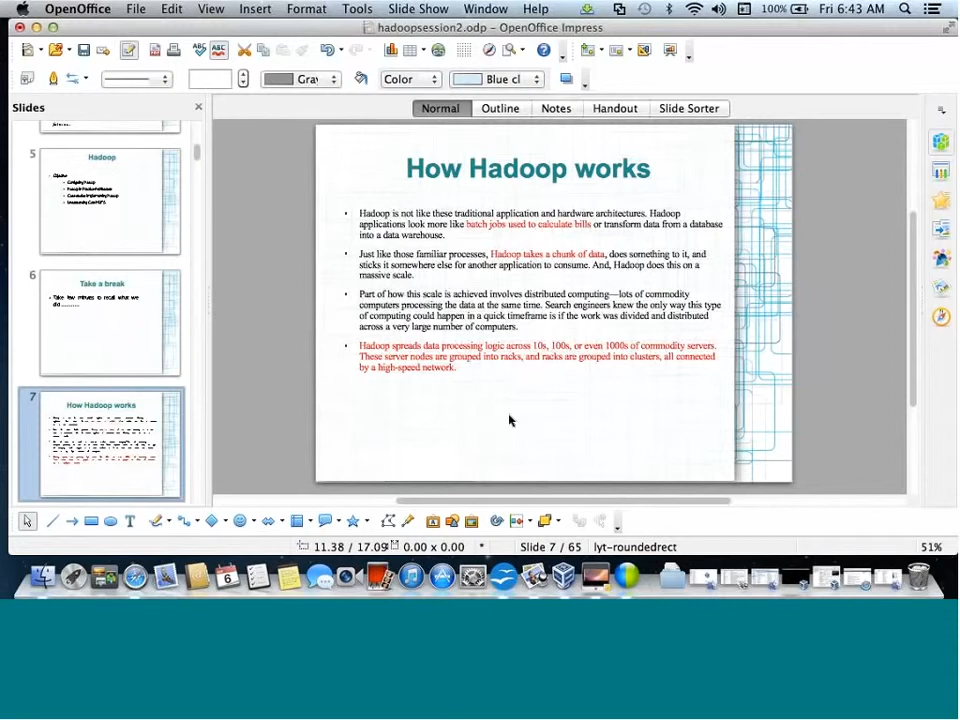 OpenOffice File Edit View Insert Format Tools Slide Show Window Help 100% Fri 6:43 AM
hadoopsession2.odp - OpenOffice Impress
Color Blue cl
Slides
Normal Outline Notes Handout Slide Sorter
5
Hadoop
6
Take a break
Take few minutes to recall what we
7
How Hadoop works
How Hadoop works
• Hadoop is not like these traditional application and hardware architectures. Hadoop
applications look more like batch jobs used to calculate bills or transform data from a database
into a data warehouse.
• Just like those familiar processes, Hadoop takes a chunk of data, does something to it, and
sticks it somewhere else for another application to consume. And, Hadoop does this on a
massive scale.
• Part of how this scale is achieved involves distributed computing—lots of commodity
computers processing the data at the same time. Search engines knew the only way this type
of computing could happen in a quick timeframe is if the work was divided and distributed
across a very large number of computers.
• Hadoop spreads data processing logic across 10s, 100s, or even 1000s of commodity servers.
These server nodes are grouped into racks, and racks are grouped into clusters, all connected
by a high-speed network.
11.38 / 17.09 0.00 x 0.00 * Slide 7 / 65 lyt-roundedrect 51%
6